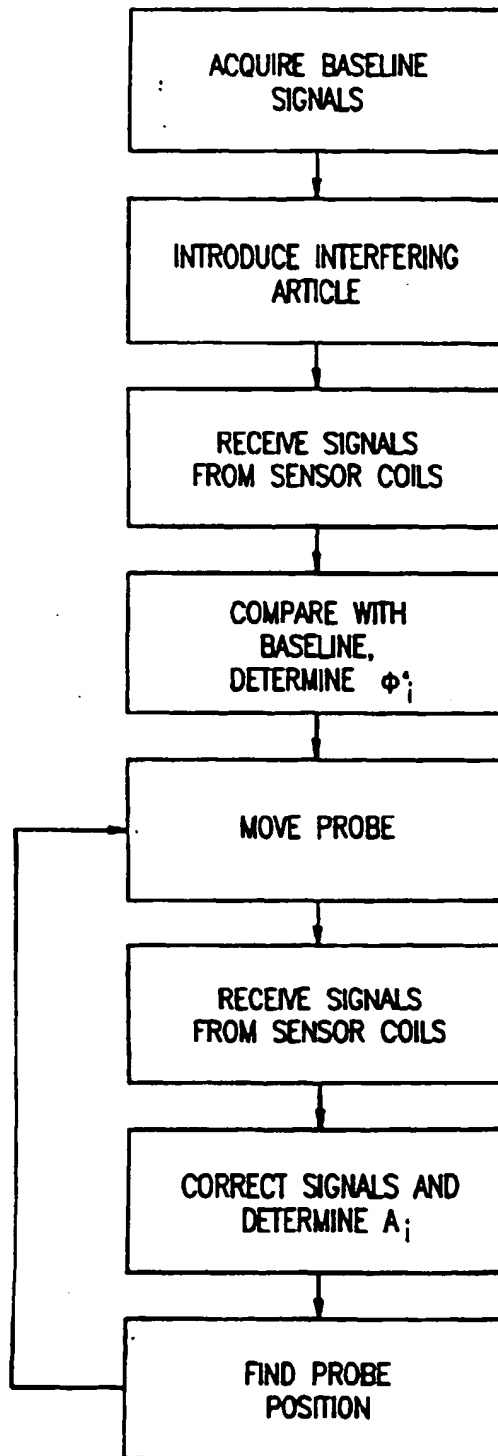 ACQUIRE BASELINE
SIGNALS
INTRODUCE INTERFERING
ARTICLE
RECEIVE SIGNALS
FROM SENSOR COILS
COMPARE WITH
BASELINE,
DETERMINE Φ'i
MOVE PROBE
RECEIVE SIGNALS
FROM SENSOR COILS
CORRECT SIGNALS AND
DETERMINE Ai
FIND PROBE
POSITION